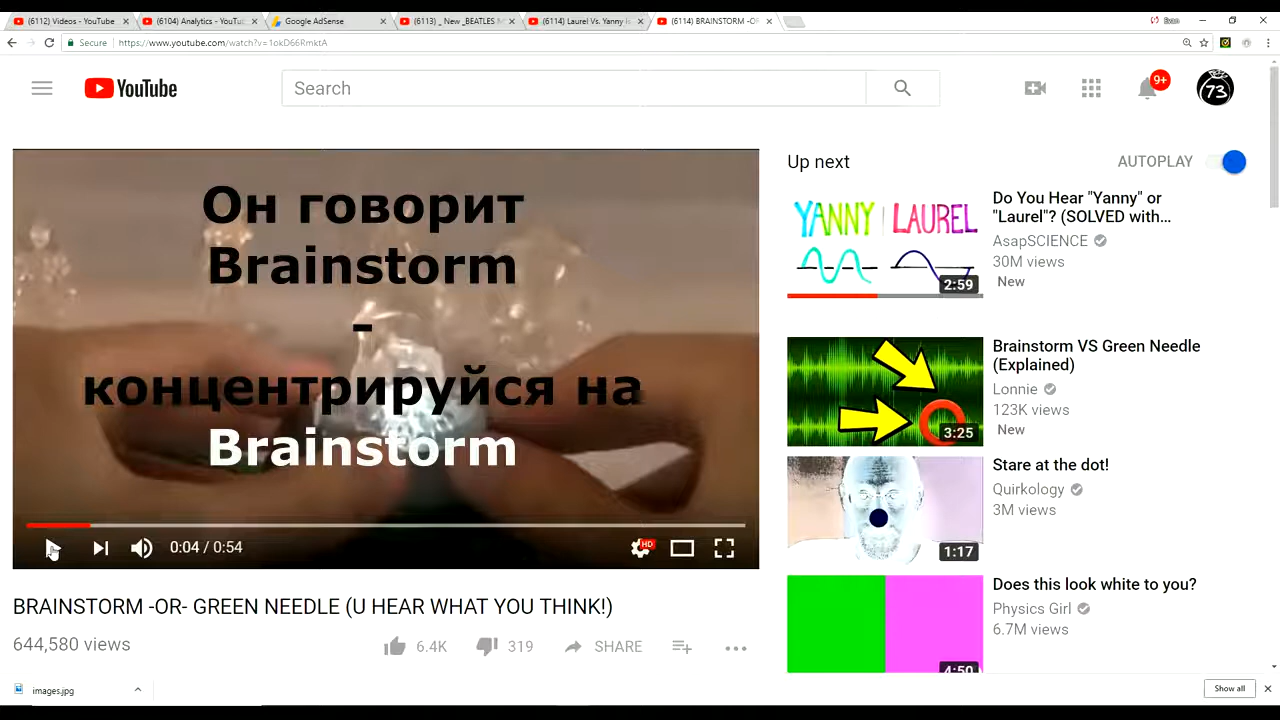 (6112) Videos - YouTube
(6104) Analytics - YouTu
Google AdSense
(6113) _ New _BEATLES M
(6114) Laurel Vs. Yanny is
(6114) BRAINSTORM -OR
Evan
Secure
https://www.youtube.com/watch?v=1okD66RmktA
YouTube
Search
9+
73
Он говорит
Brainstorm
-
концентрируйся на
Brainstorm
0:04 / 0:54
HD
BRAINSTORM -OR- GREEN NEEDLE (U HEAR WHAT YOU THINK!)
644,580 views
6.4K
319
SHARE
Up next
AUTOPLAY
YANNY LAUREL
2:59
Do You Hear "Yanny" or
"Laurel"? (SOLVED with...
AsapSCIENCE
30M views
New
3:25
Brainstorm VS Green Needle
(Explained)
Lonnie
123K views
New
1:17
Stare at the dot!
Quirkology
3M views
4:50
Does this look white to you?
Physics Girl
6.7M views
images.jpg
Show all